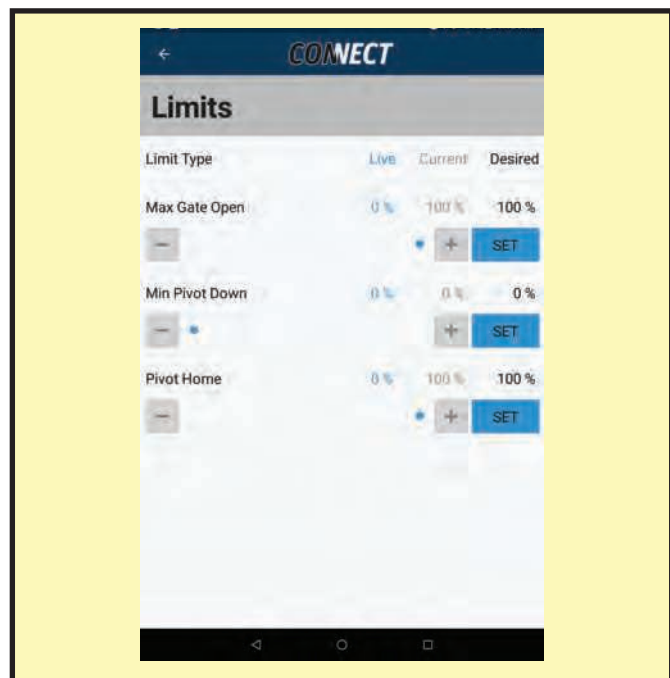 CONNECT
Limits
Limit Type Live Current Desired
Max Gate Open 0 % 100 % 100 %
− + SET
Min Pivot Down 0 % 0 % 0 %
− + SET
Pivot Home 0 % 100 % 100 %
− + SET